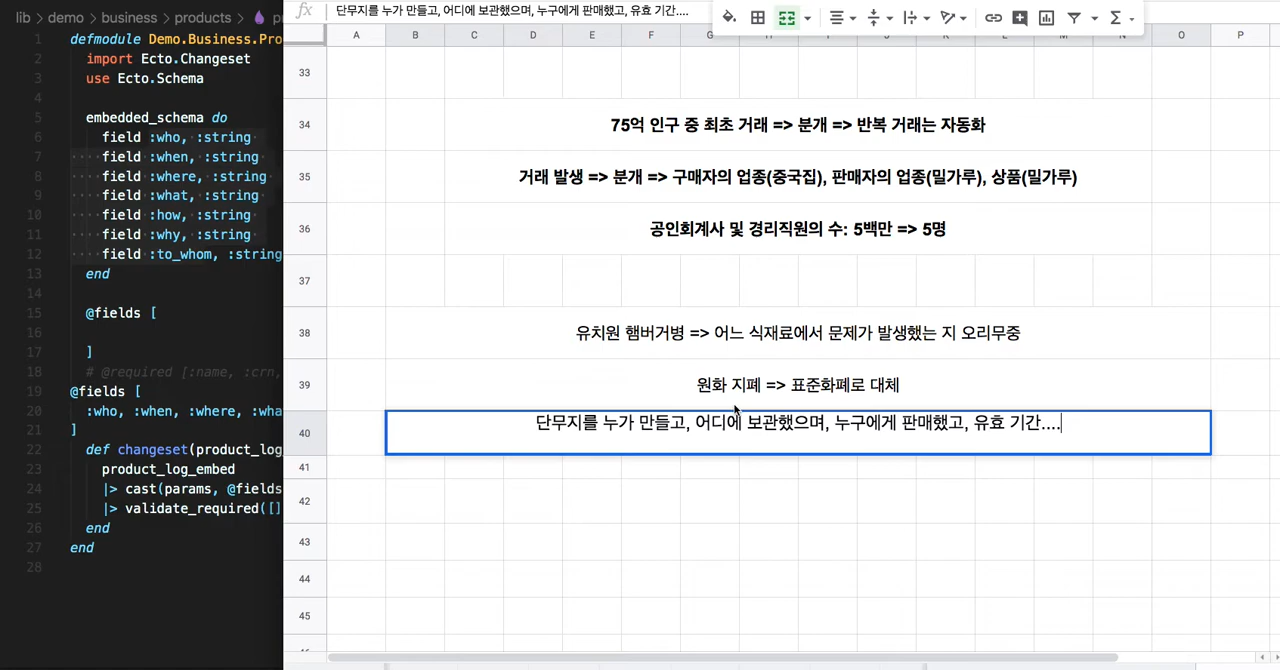 lib > demo > business > products >
1 defmodule Demo.Business.Pro
2 import Ecto.Changeset
3 use Ecto.Schema
4
5 embedded_schema do
6 field :who, :string
7 field :when, :string
8 field :where, :string
9 field :what, :string
10 field :how, :string
11 field :why, :string
12 field :to_whom, :string
13 end
14
15 @fields [
16
17 ]
18 # @required [:name, :crn,
19 @fields [
20 :who, :when, :where, :wha
21 ]
22 def changeset(product_log
23 product_log_embed
24 |> cast(params, @fields
25 |> validate_required([]
26 end
27 end
28
fx 단무지를 누가 만들고, 어디에 보관했으며, 누구에게 판매했고, 유효 기간....
A B C D E F G H I J K L M N O P
33
34 75억 인구 중 최초 거래 => 분개 => 반복 거래는 자동화
35 거래 발생 => 분개 => 구매자의 업종(중국집), 판매자의 업종(밀가루), 상품(밀가루)
36 공인회계사 및 경리직원의 수: 5백만 => 5명
37
38 유치원 햄버거병 => 어느 식재료에서 문제가 발생했는 지 오리무중
39 원화 지폐 => 표준화폐로 대체
40 단무지를 누가 만들고, 어디에 보관했으며, 누구에게 판매했고, 유효 기간....
41
42
43
44
45